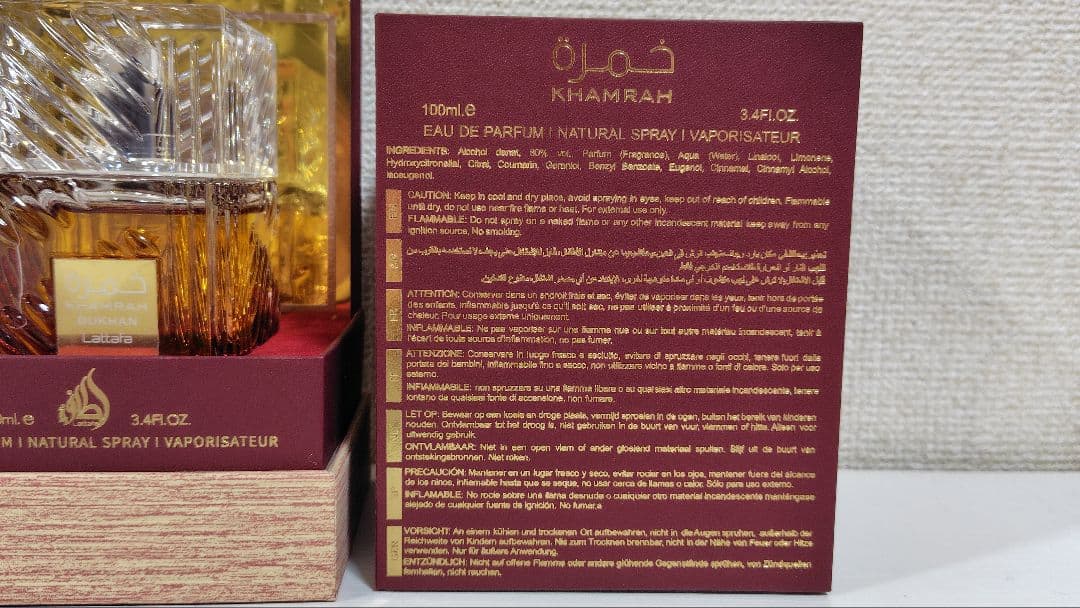 خمرة
KHAMRAH
100ml.e
3.4Fl.OZ.
EAU DE PARFUM | NATURAL SPRAY | VAPORISATEUR
INGREDIENTS: Alcohol denat, 80% vol., Parfum (Fragrance), Aqua (Water), Linalool, Limonene,
Hydroxycitronellal, Citral, Coumarin, Geraniol, Benzyl Benzoate, Eugenol, Cinnamal, Cinnamyl Alcohol,
Isoeugenol.
CAUTION: Keep in cool and dry place, avoid spraying in eyes, keep out of reach of children, Flammable
until dry, do not use near fire flame or heat. For external use only.
FLAMMABLE: Do not spray on a naked flame or any other incandescent material keep away from any
ignition source, No smoking.
ATTENTION: Conserver dans un endroit frais et sec, éviter de vaporiser dans les yeux, tenir hors de portée
des enfants, inflammable jusqu'à ce qu'il soit sec, ne pas utiliser à proximité d'un feu ou d'une source de
chaleur. Pour usage externe uniquement.
INFLAMMABLE: Ne pas vaporiser sur une flamme nue ou sur tout autre matériau incandescent, tenir à
l'écart de toute source d'inflammation, ne pas fumer.
ATTENZIONE: Conservare in luogo fresco e asciutto, evitare di spruzzare negli occhi, tenere fuori dalla
portata dei bambini, infiammabile fino a secco, non utilizzare vicino a fiamme o fonti di calore. Solo per uso
esterno.
INFIAMMABILE: non spruzzare su una fiamma libera o su qualsiasi altro materiale incandescente, tenere
lontano da qualsiasi fonte di accensione, non fumare.
LET OP: Bewaar op een koele en droge plaats, vermijd sproeien in de ogen, buiten het bereik van kinderen
houden. Ontvlambaar tot het droog is, niet gebruiken in de buurt van vuur, vlammen of hitte. Alleen voor
uitwendig gebruik.
ONTVLAMBAAR: Niet in een open vlam of ander gloeiend materiaal spuiten. Blijf uit de buurt van
ontstekingsbronnen. Niet roken.
PRECAUCIÓN: Mantener en un lugar fresco y seco, evitar rociar en los ojos, mantener fuera del alcance
de los ninos, inflamable hasta que se seque, no usar cerca de llamas o calor. Sólo para uso externo.
INFLAMABLE: No rocíe sobre una llama desnuda o cualquier otro material incandescente manténgase
alejado de cualquier fuente de ignición, No fumar.a
VORSICHT: An einem kühlen und trockenen Ort aufbewahren, nicht in die Augen spruhen, außerhalb der
Reichweite von Kindern aufbewahren. Bis zum Trocknen brennbar, nicht in der Nähe von Feuer oder Hitze
verwenden. Nur für äußere Anwendung.
ENTZÜNDLICH: Nicht auf offene Flamme oder andere glühende Gegenstände sprühen, von Zündquellen
fernhalten, nicht rauchen.
خمرة
KHAMRAH
DUKHAN
Lattafa
ml.e
3.4Fl.OZ.
M | NATURAL SPRAY | VAPORISATEUR